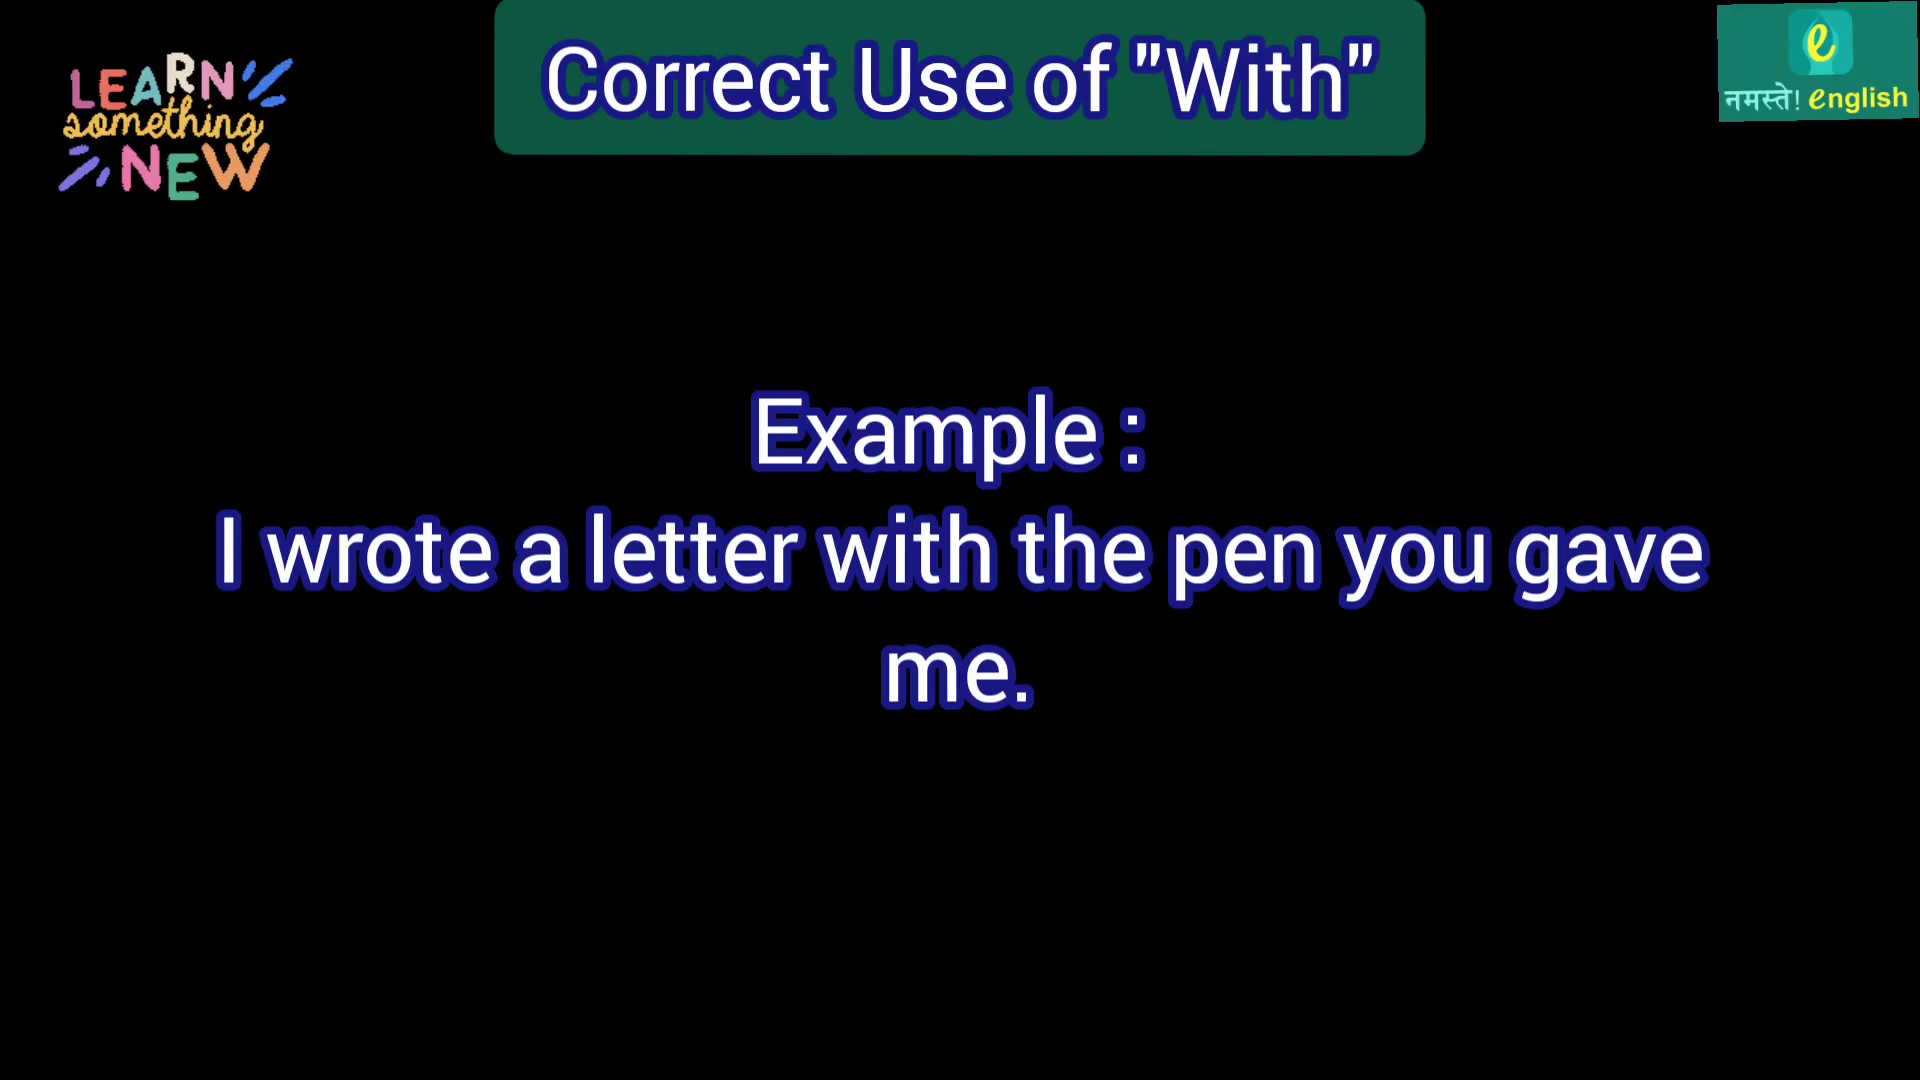 LEARN
something
NEW
Correct Use of "With"
e
नमस्ते! english
Example :
I wrote a letter with the pen you gave
me.